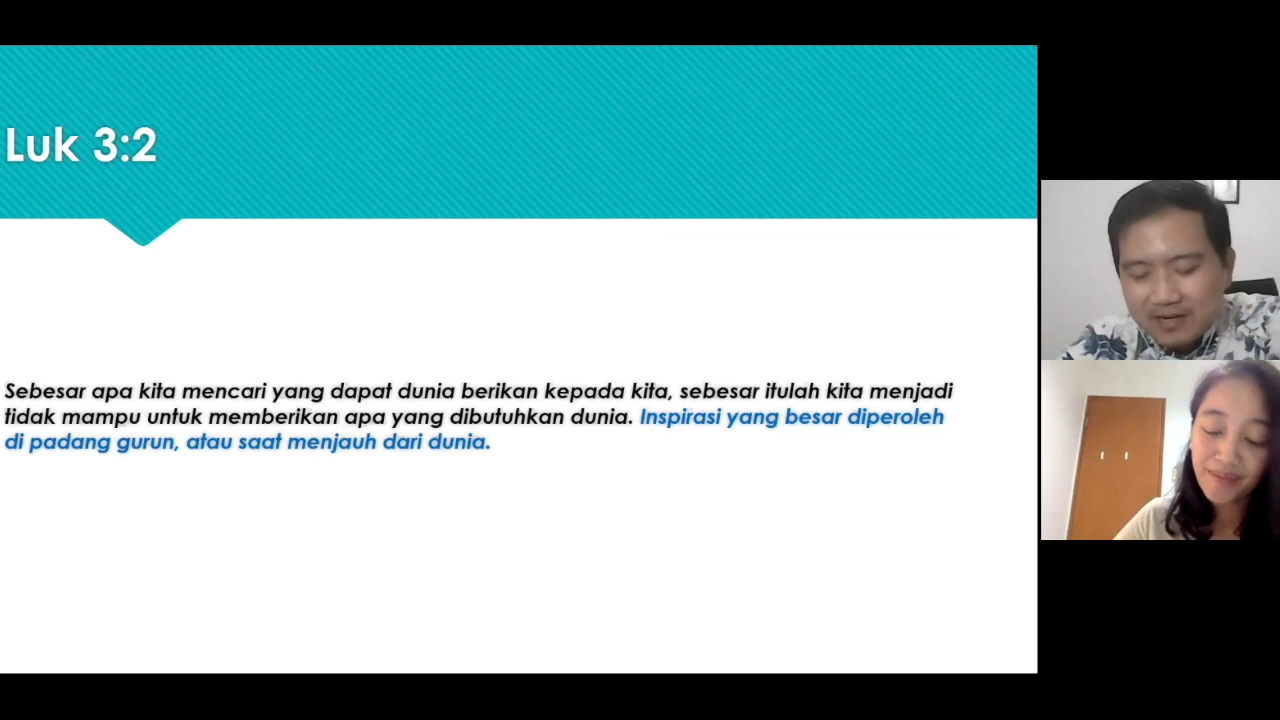 Luk 3:2
Sebesar apa kita mencari yang dapat dunia berikan kepada kita, sebesar itulah kita menjadi
tidak mampu untuk memberikan apa yang dibutuhkan dunia. Inspirasi yang besar diperoleh
di padang gurun, atau saat menjauh dari dunia.